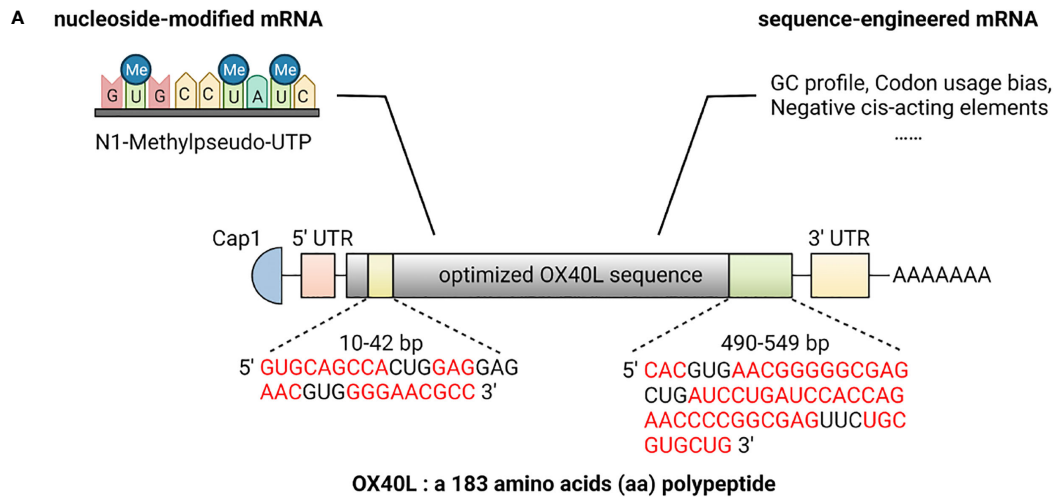 A
nucleoside-modified mRNA
sequence-engineered mRNA
Me Me Me
G U G C C U A U C
N1-Methylpseudo-UTP
GC profile, Codon usage bias,
Negative cis-acting elements
......
Cap1
5' UTR
3' UTR
optimized OX40L sequence
AAAAAAA
10-42 bp
5' GUGCAGCCACUGGAGGAG
AACGUGGGGAACGCC 3'
490-549 bp
5' CACGUGAACGGGGGCGAG
CUGAUCCUGAUCCACCAG
AACCCCGGCGAGUUCUGC
GUGCUG 3'
OX40L : a 183 amino acids (aa) polypeptide